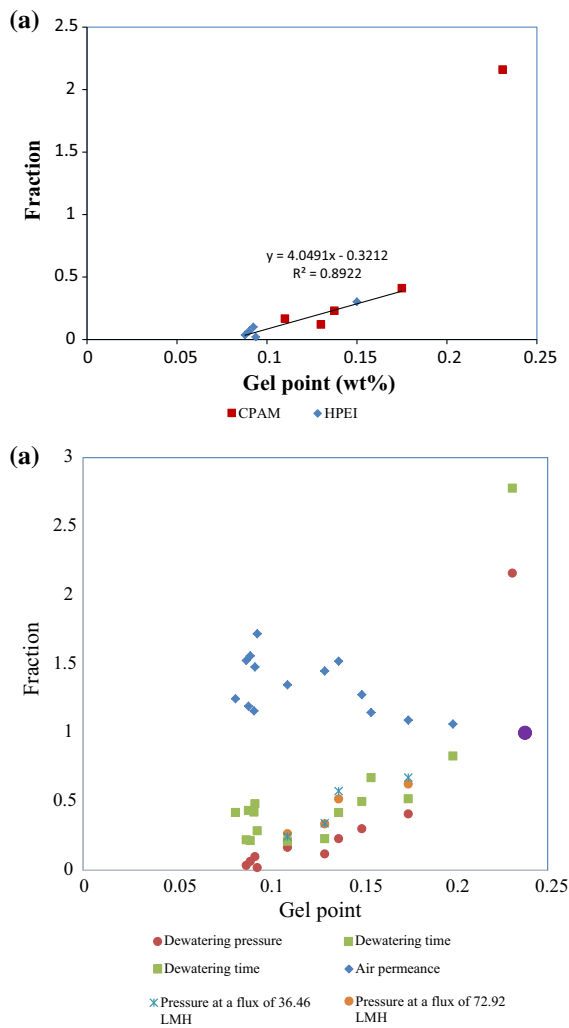 (a)
2.5
2
1.5
1
0.5
0
Fraction
y = 4.0491x - 0.3212
R² = 0.8922
0
0.05
0.1
0.15
0.2
0.25
Gel point (wt%)
CPAM
HPEI
(a)
3
2.5
2
1.5
1
0.5
0
Fraction
0
0.05
0.1
0.15
0.2
0.25
Gel point
Dewatering pressure
Dewatering time
Dewatering time
Air permeance
Pressure at a flux of 36.46
LMH
Pressure at a flux of 72.92
LMH